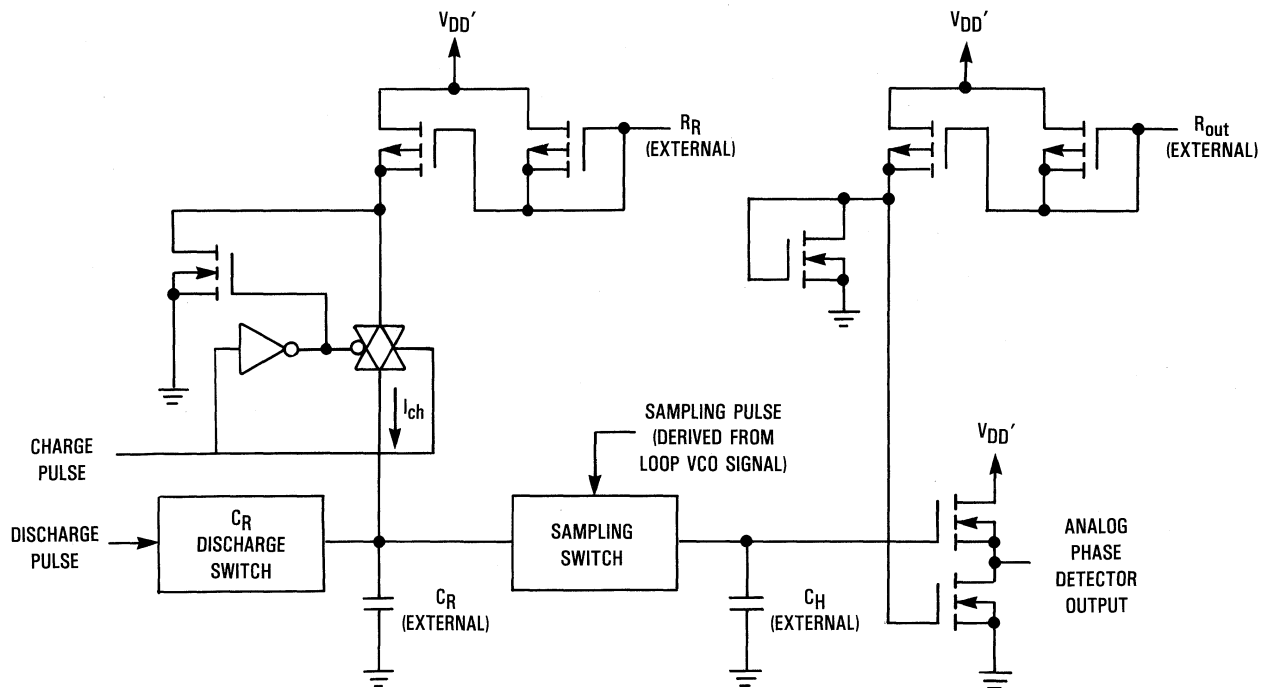 VDD′
VDD′
RR
(EXTERNAL)
Rout
(EXTERNAL)
Ich
CHARGE
PULSE
SAMPLING PULSE
(DERIVED FROM
LOOP VCO SIGNAL)
VDD′
DISCHARGE
PULSE
CR
DISCHARGE
SWITCH
SAMPLING
SWITCH
ANALOG
PHASE
DETECTOR
OUTPUT
CR
(EXTERNAL)
CH
(EXTERNAL)